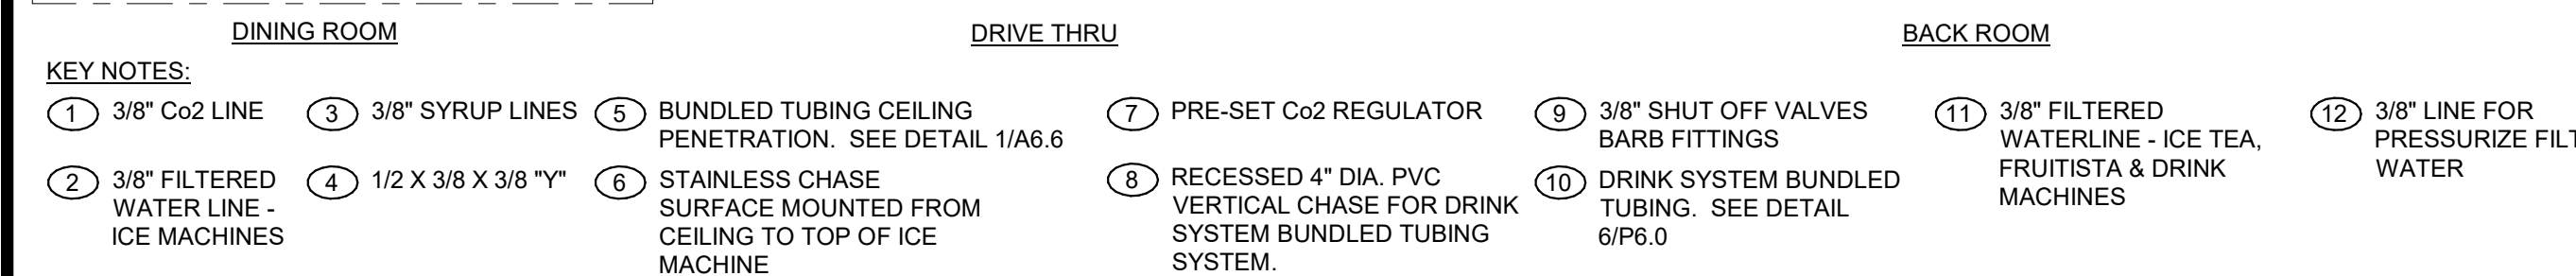 DINING ROOM
DRIVE THRU
BACK ROOM
KEY NOTES:
1 3/8" Co2 LINE
2 3/8" FILTERED
WATER LINE -
ICE MACHINES
3 3/8" SYRUP LINES
4 1/2 X 3/8 X 3/8 "Y"
5 BUNDLED TUBING CEILING
PENETRATION. SEE DETAIL 1/A6.6
6 STAINLESS CHASE
SURFACE MOUNTED FROM
CEILING TO TOP OF ICE
MACHINE
7 PRE-SET Co2 REGULATOR
8 RECESSED 4" DIA. PVC
VERTICAL CHASE FOR DRINK
SYSTEM BUNDLED TUBING
SYSTEM.
9 3/8" SHUT OFF VALVES
BARB FITTINGS
10 DRINK SYSTEM BUNDLED
TUBING. SEE DETAIL
6/P6.0
11 3/8" FILTERED
WATERLINE - ICE TEA,
FRUITISTA & DRINK
MACHINES
12 3/8" LINE FOR
PRESSURIZE
WATER